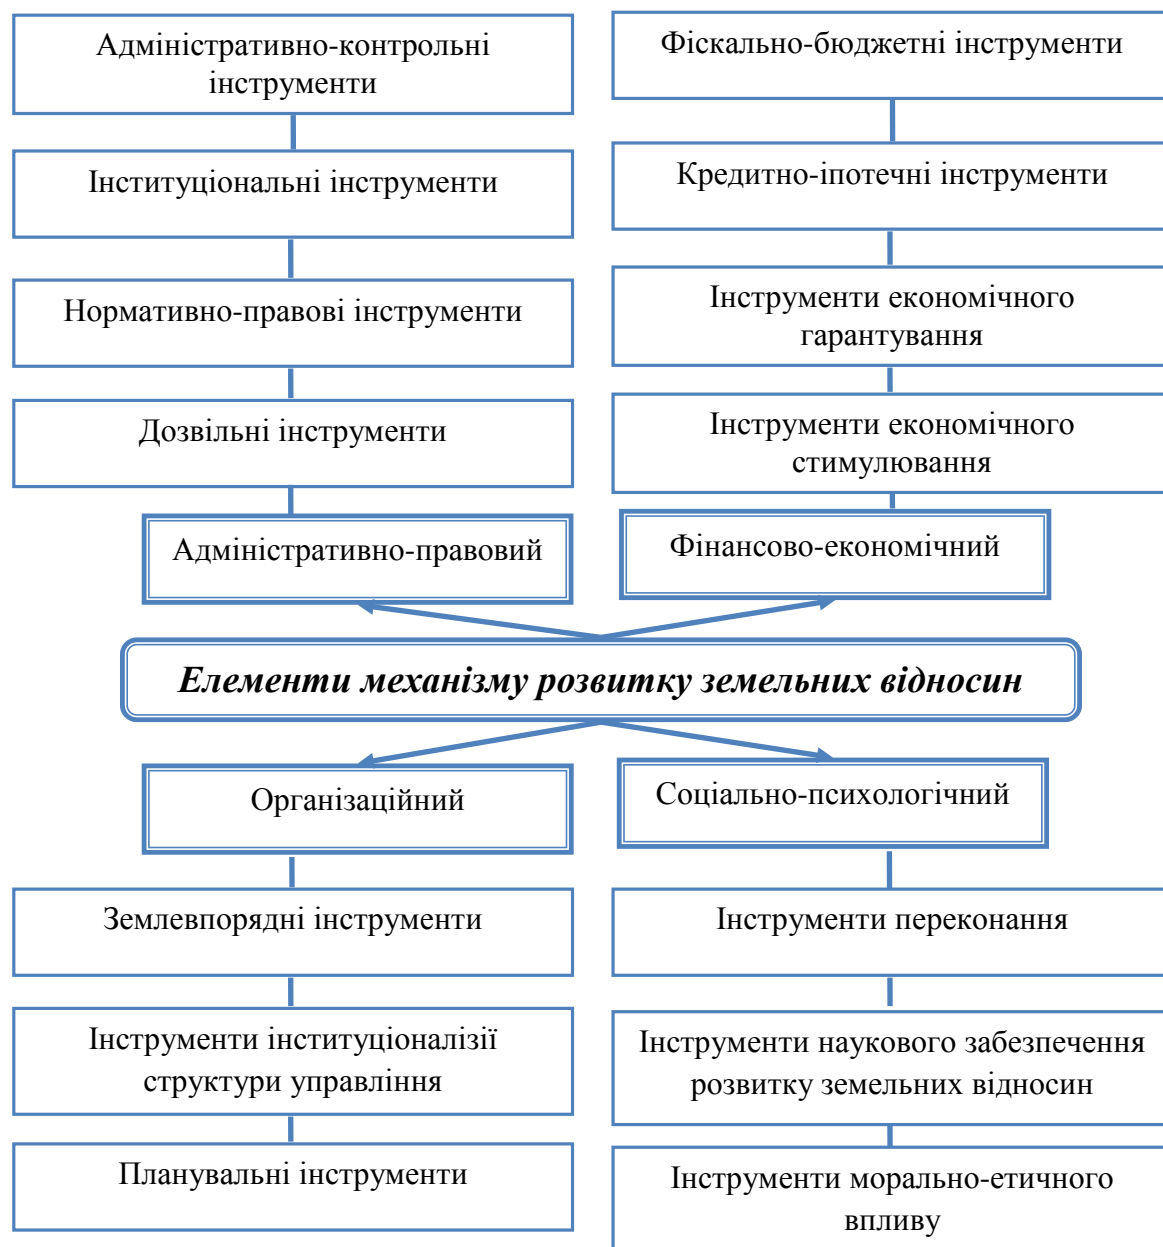 Адміністративно-контрольні
інструменти
Фіскально-бюджетні інструменти
Інституціональні інструменти
Кредитно-іпотечні інструменти
Нормативно-правові інструменти
Інструменти економічного
гарантування
Дозвільні інструменти
Інструменти економічного
стимулювання
Адміністративно-правовий
Фінансово-економічний
Елементи механізму розвитку земельних відносин
Організаційний
Соціально-психологічний
Землевпорядні інструменти
Інструменти переконання
Інструменти інституціоналізії
структури управління
Інструменти наукового забезпечення
розвитку земельних відносин
Планувальні інструменти
Інструменти морально-етичного
впливу